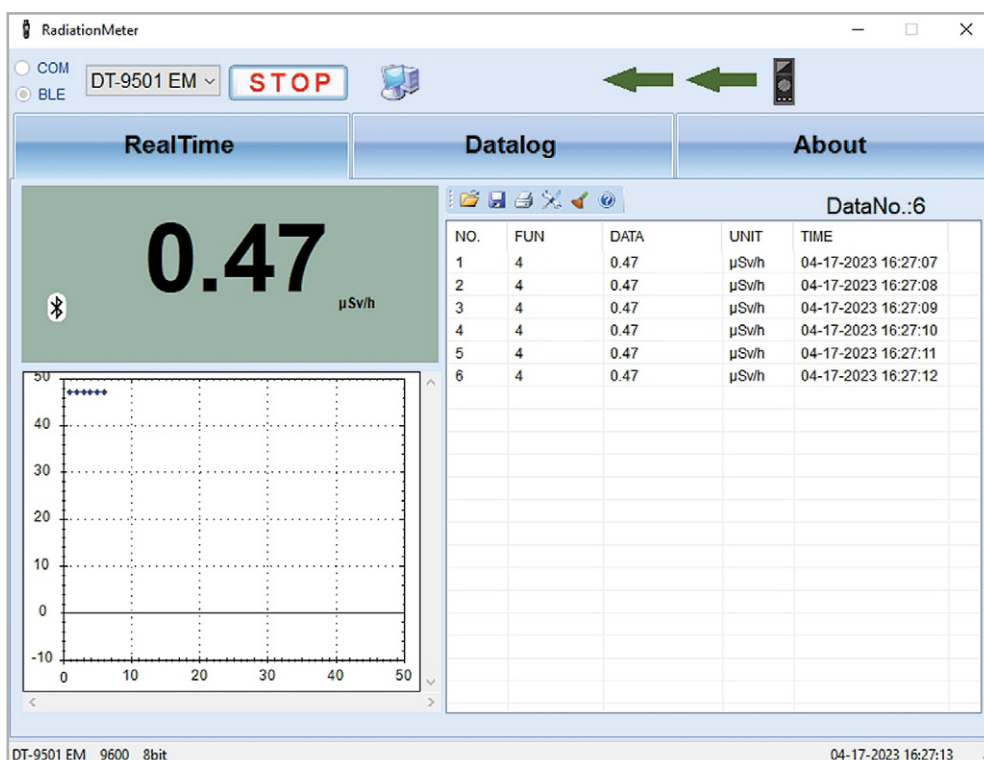 RadiationMeter
COM
BLE
DT-9501 EM
STOP
RealTime Datalog About
0.47
µSv/h
DataNo.:6
NO. FUN DATA UNIT TIME
1 4 0.47 µSv/h 04-17-2023 16:27:07
2 4 0.47 µSv/h 04-17-2023 16:27:08
3 4 0.47 µSv/h 04-17-2023 16:27:09
4 4 0.47 µSv/h 04-17-2023 16:27:10
5 4 0.47 µSv/h 04-17-2023 16:27:11
6 4 0.47 µSv/h 04-17-2023 16:27:12
50
40
30
20
10
0
-10
0 10 20 30 40 50
DT-9501 EM 9600 8bit 04-17-2023 16:27:13